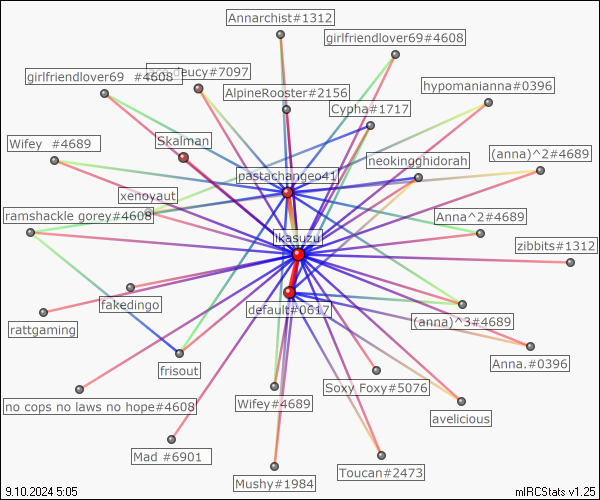 Annarchist#1312
girlfriendlover69#4608
girlfriendlover69 #4608
deucy#7097
hypomanianna#0396
AlpineRooster#2156
Cypha#1717
Skalman
Wifey #4689
neokingghidorah
(anna)^2#4689
pastachangeo41
xenoyaut
ramshackle gorey#4608
Anna^2#4689
ikasuzu
zibbits#1312
fakedingo
default#0617
(anna)^3#4689
rattgaming
Anna.#0396
frisout
Soxy Foxy#5076
no cops no laws no hope#4608
Wifey#4689
avelicious
Mad #6901
Toucan#2473
Mushy#1984
9.10.2024 5:05
mIRCStats v1.25